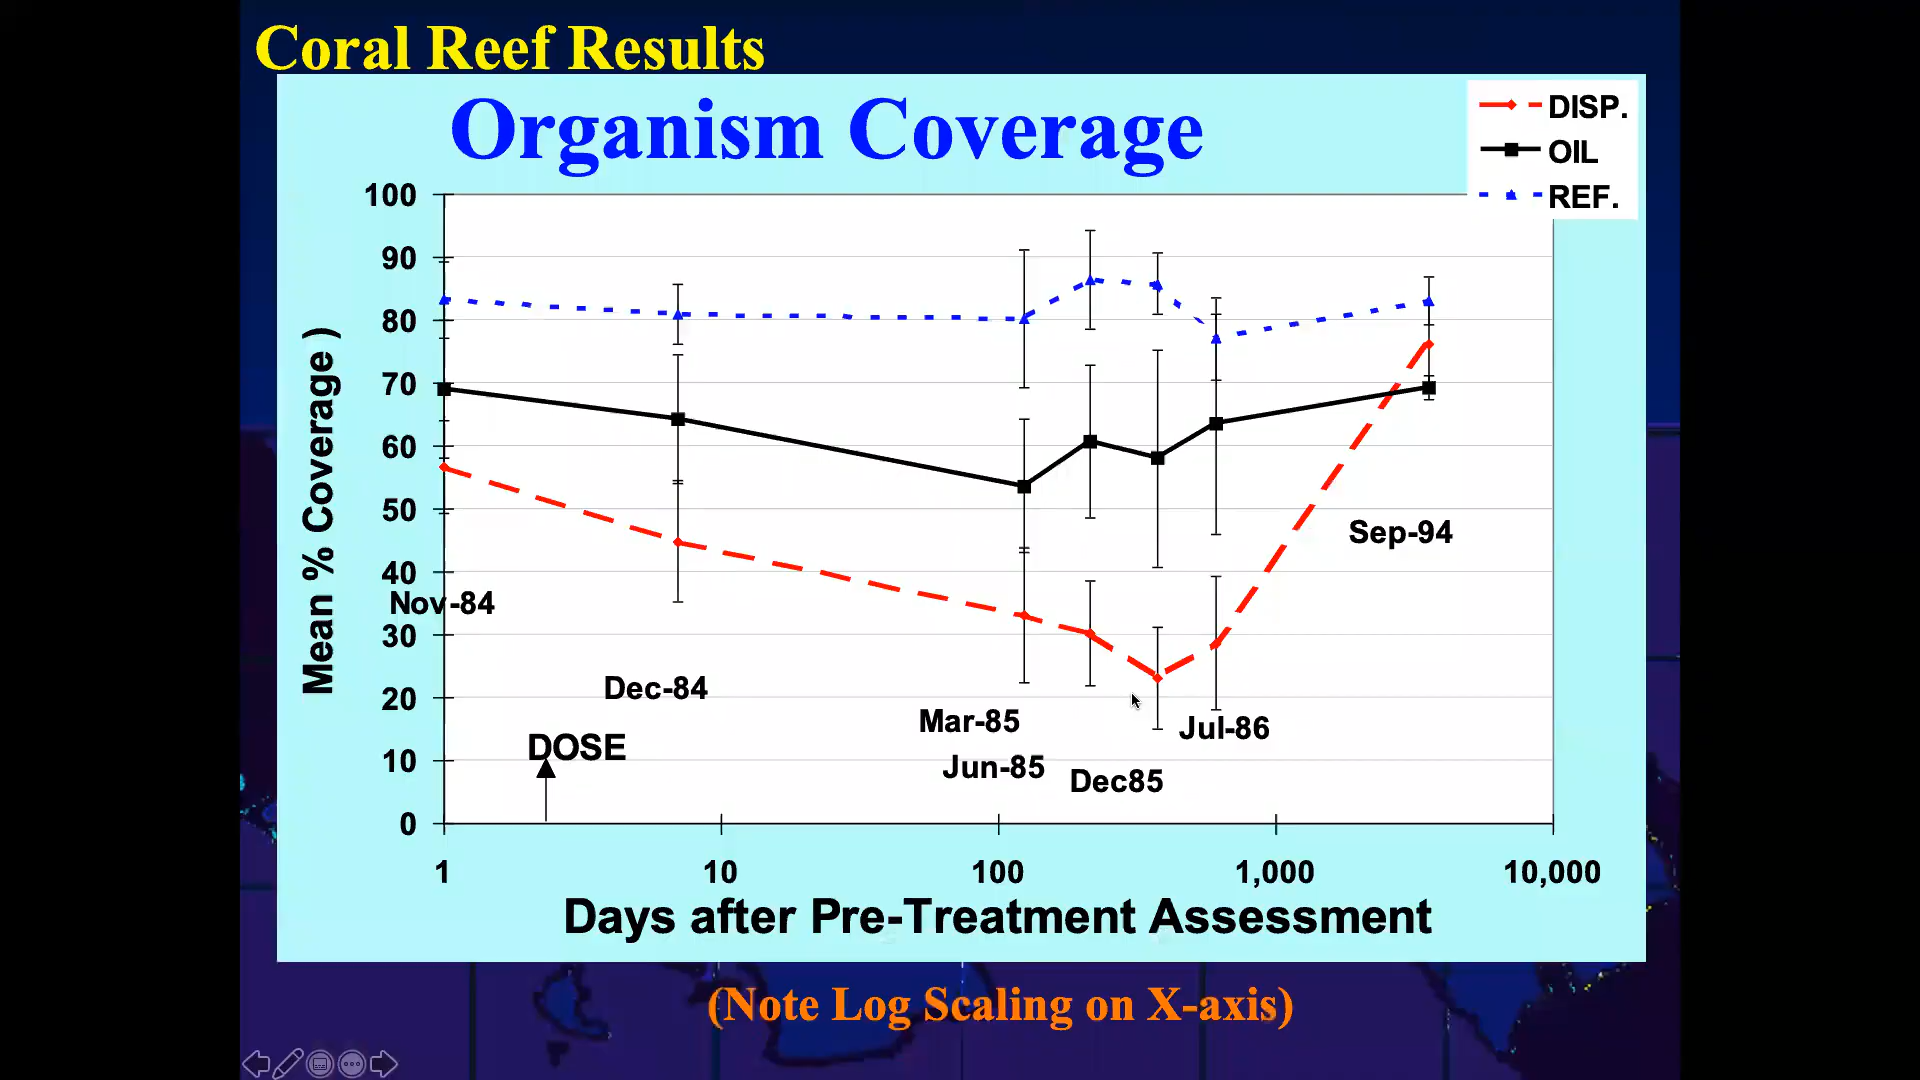 Coral Reef Results
Organism Coverage
DISP.
OIL
REF.
Mean % Coverage )
100
90
80
70
60
50
40
30
20
10
0
Nov-84
Dec-84
DOSE
Mar-85
Jun-85
Dec85
Jul-86
Sep-94
1
10
100
1,000
10,000
Days after Pre-Treatment Assessment
(Note Log Scaling on X-axis)